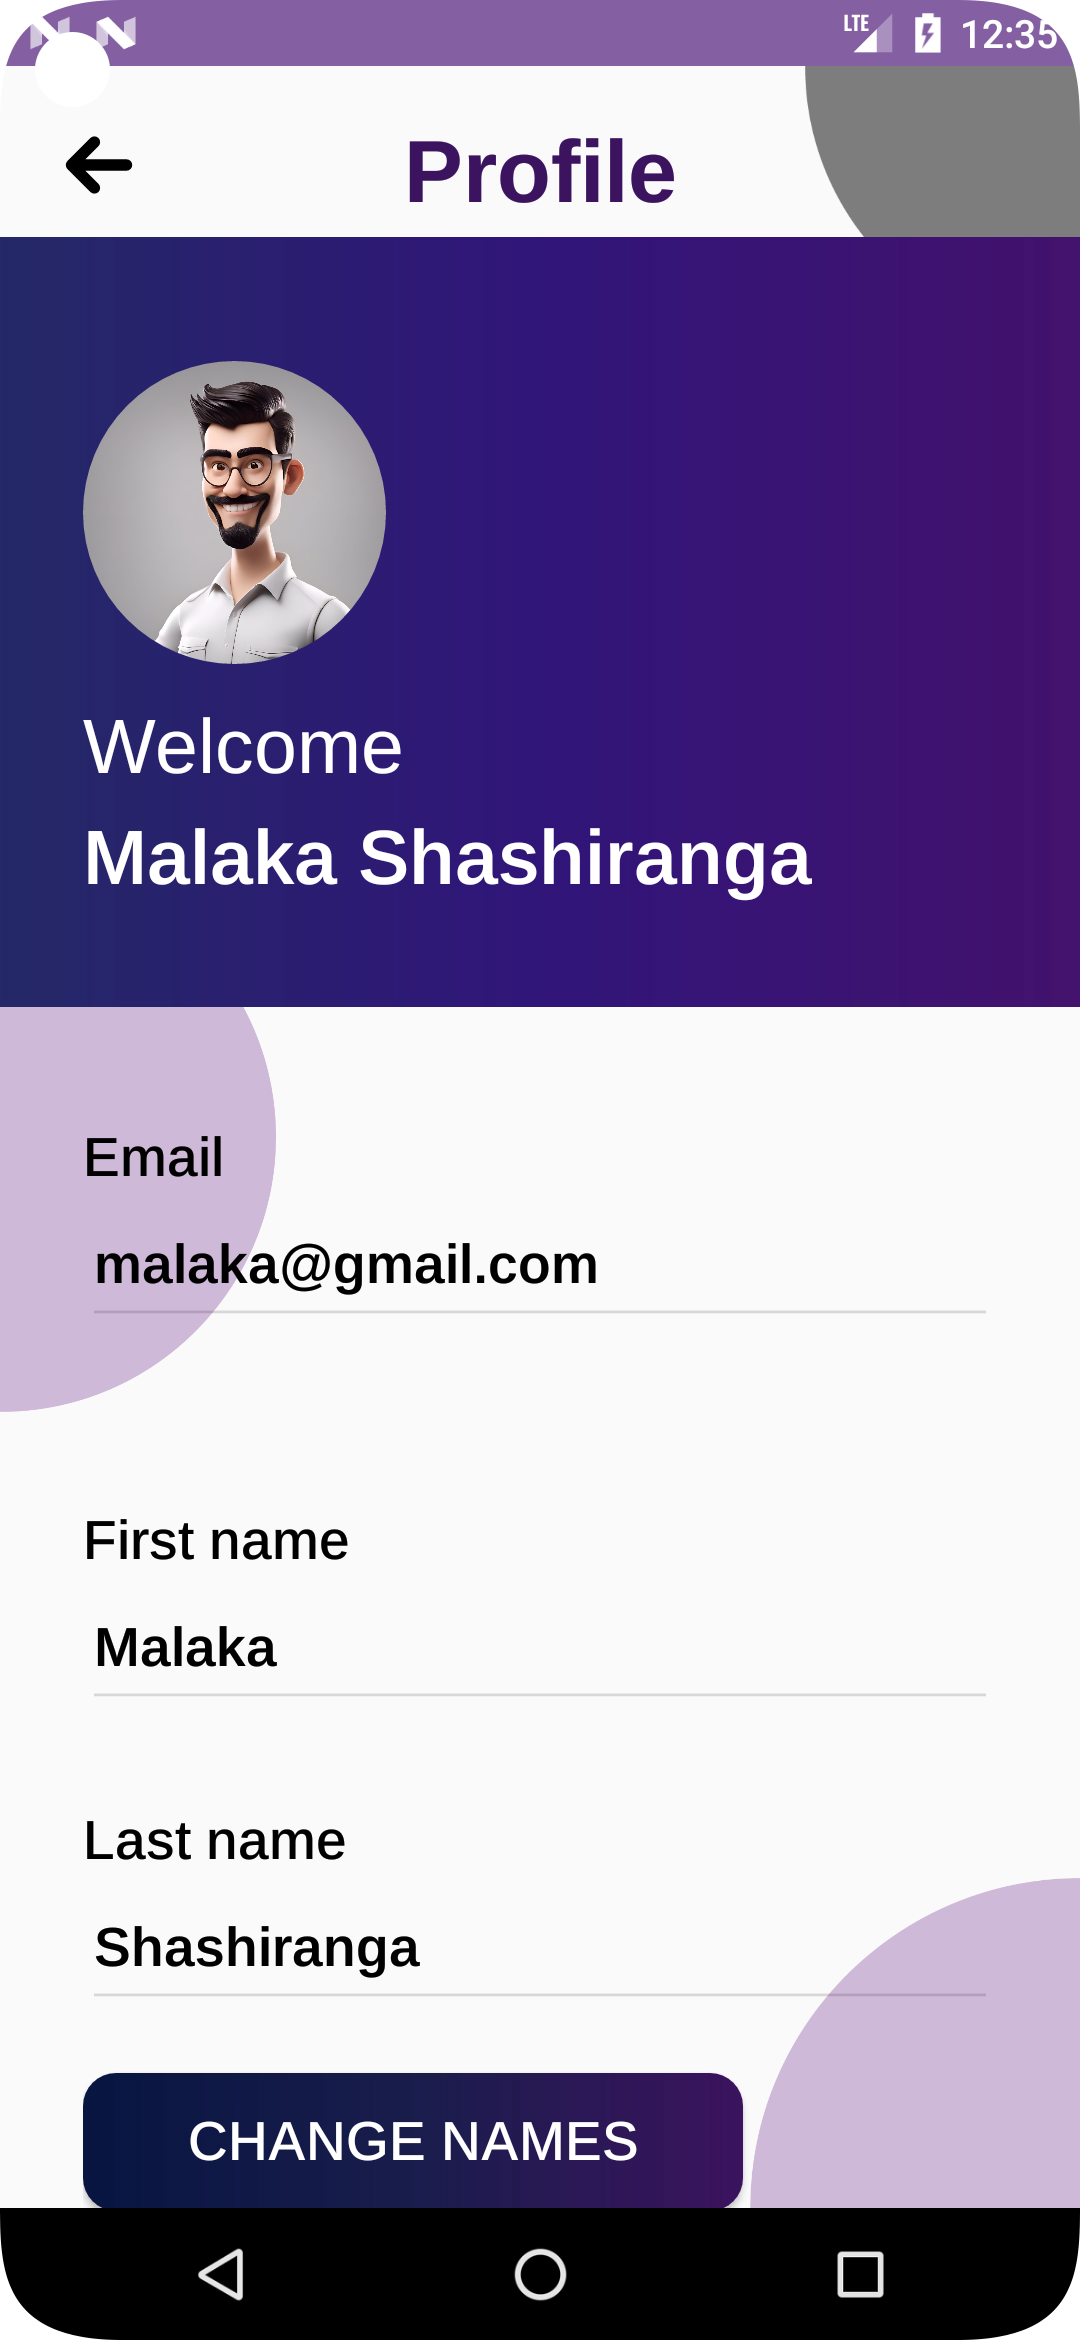 LTE 12:35
Profile
Welcome
Malaka Shashiranga
Email
malaka@gmail.com
First name
Malaka
Last name
Shashiranga
CHANGE NAMES